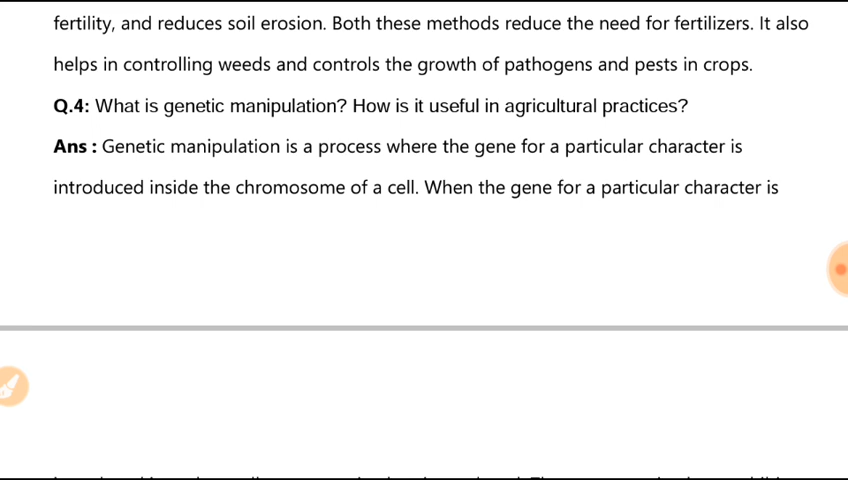 fertility, and reduces soil erosion. Both these methods reduce the need for fertilizers. It also
helps in controlling weeds and controls the growth of pathogens and pests in crops.
Q.4: What is genetic manipulation? How is it useful in agricultural practices?
Ans : Genetic manipulation is a process where the gene for a particular character is
introduced inside the chromosome of a cell. When the gene for a particular character is